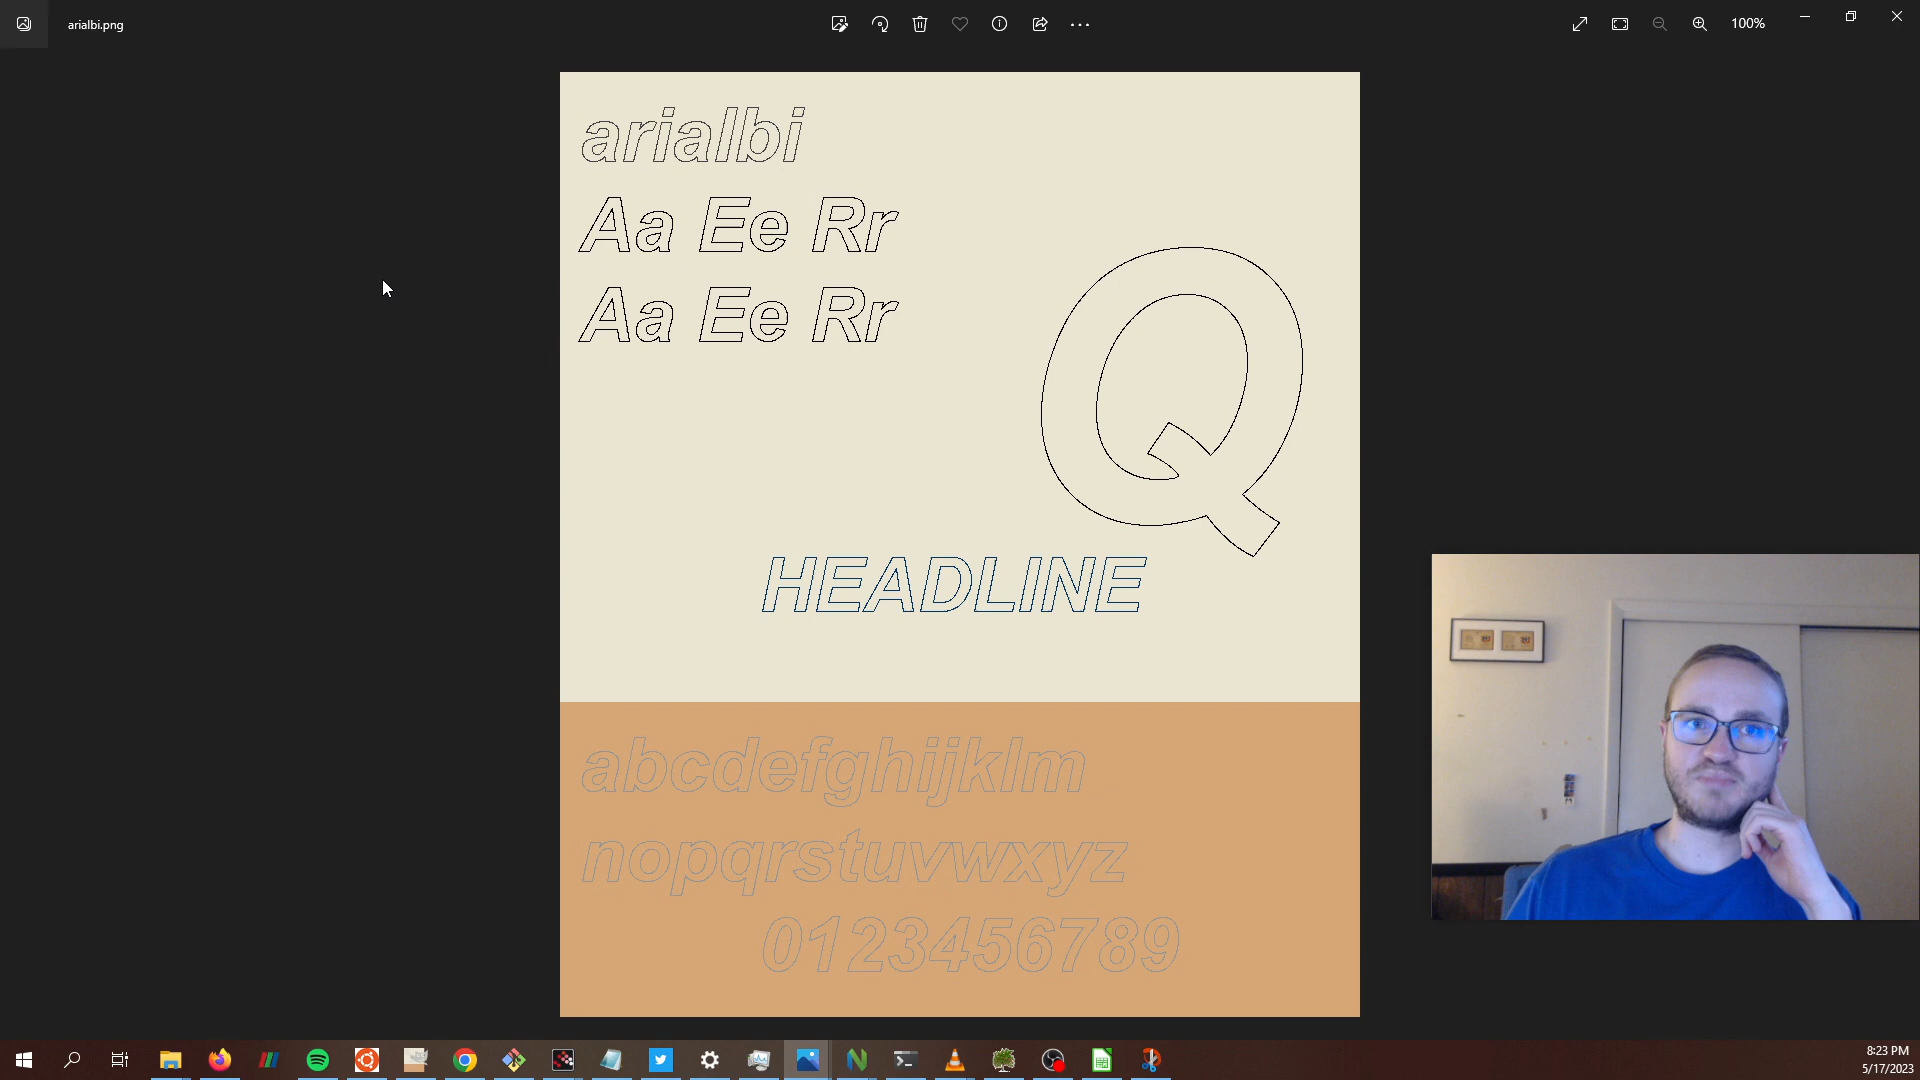 arialbi.png
100%
arialbi
Aa Ee Rr
Aa Ee Rr
Q
HEADLINE
abcdefghijklm
nopqrstuvwxyz
0123456789
8:23 PM
5/17/2023